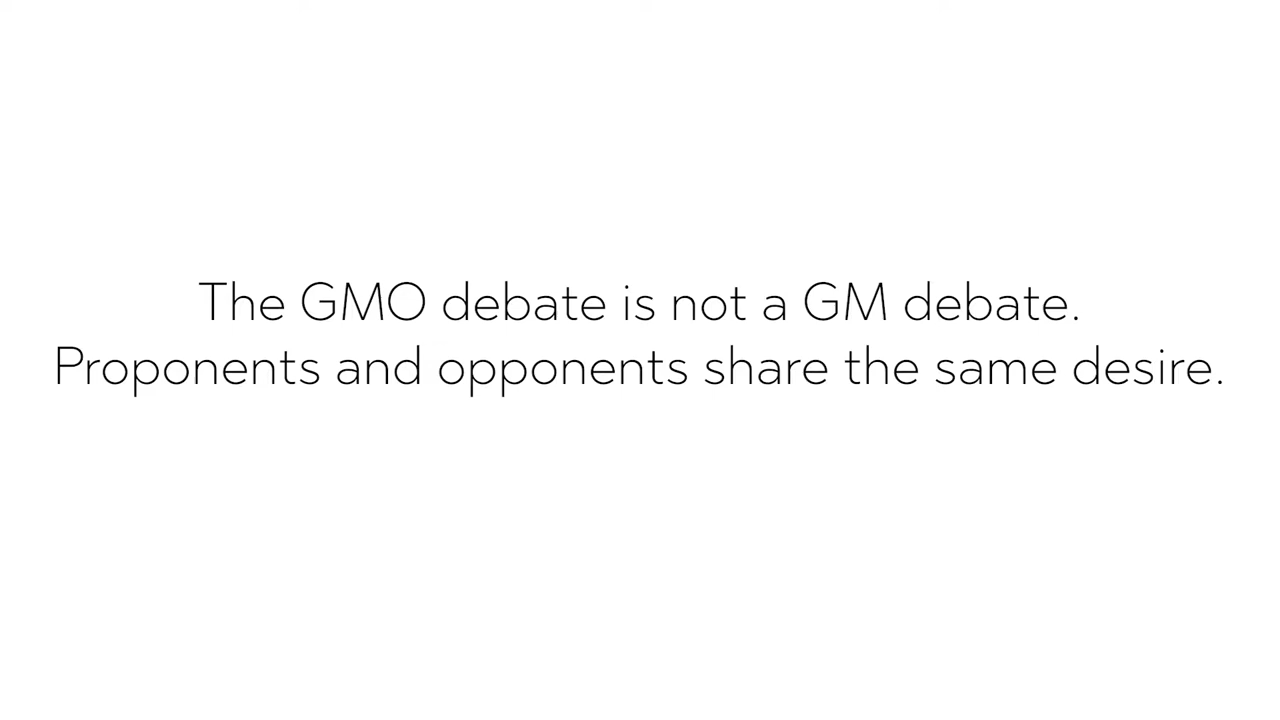 The GMO debate is not a GM debate.
Proponents and opponents share the same desire.